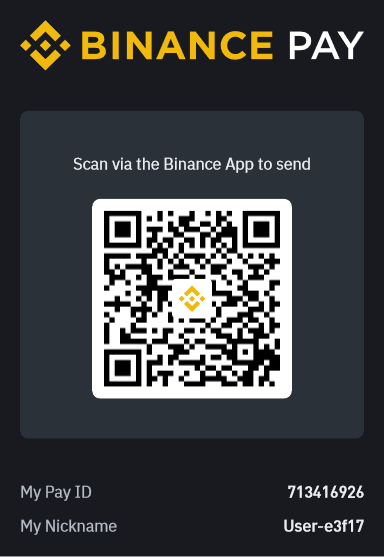 BINANCE PAY
Scan via the Binance App to send
My Pay ID 713416926
My Nickname User-e3f17